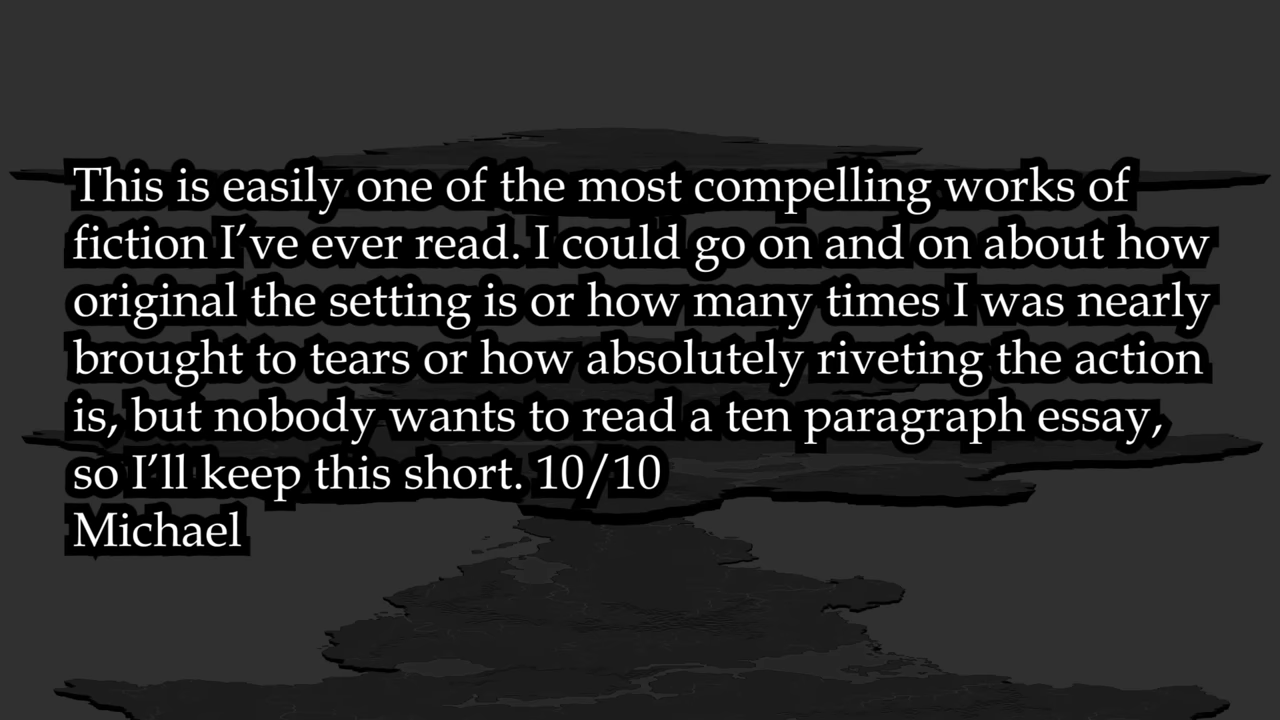 This is easily one of the most compelling works of
fiction I’ve ever read. I could go on and on about how
original the setting is or how many times I was nearly
brought to tears or how absolutely riveting the action
is, but nobody wants to read a ten paragraph essay,
so I’ll keep this short. 10/10
Michael